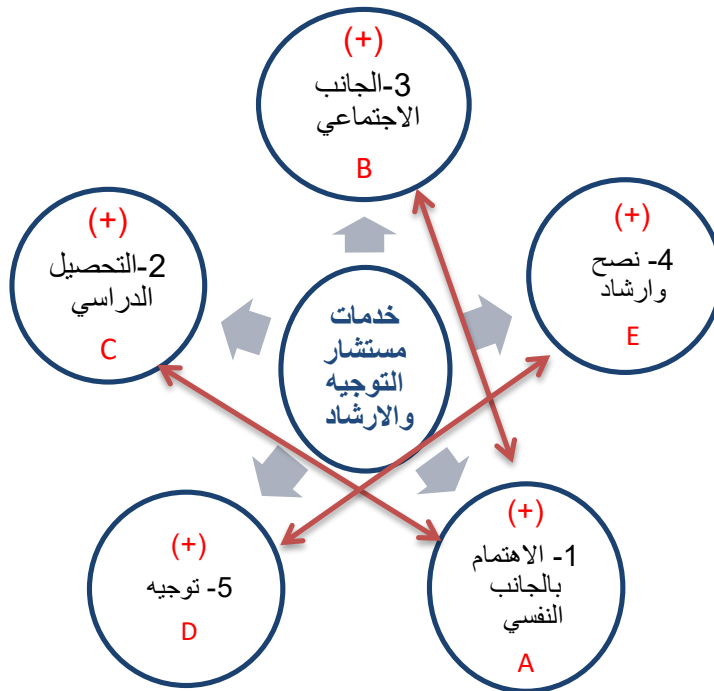 (+)
3-الجانب
الاجتماعي
B
(+)
4- نصح
وارشاد
E
(+)
2-التحصيل
الدراسي
C
خدمات
مستشار
التوجيه
والارشاد
(+)
1- الاهتمام
بالجانب
النفسي
A
(+)
5- توجيه
D